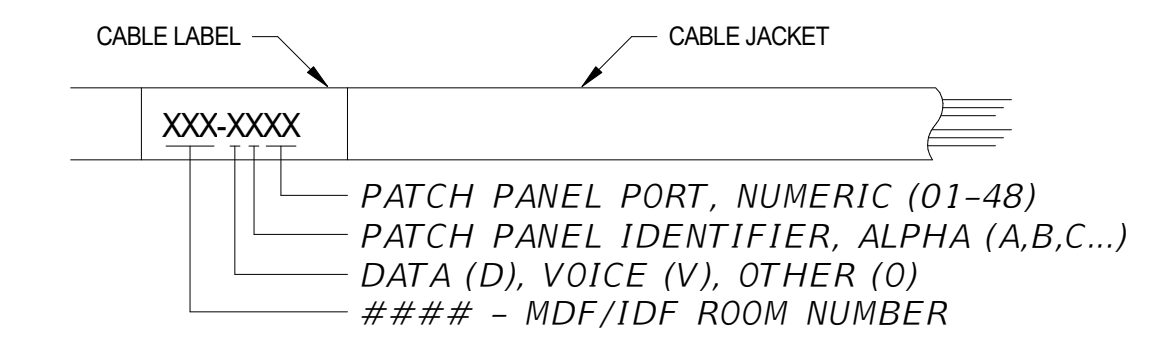 CABLE LABEL
CABLE JACKET
XXX-XXXX
PATCH PANEL PORT, NUMERIC (01-48)
PATCH PANEL IDENTIFIER, ALPHA (A,B,C...)
DATA (D), VOICE (V), OTHER (O)
#### - MDF/IDF ROOM NUMBER